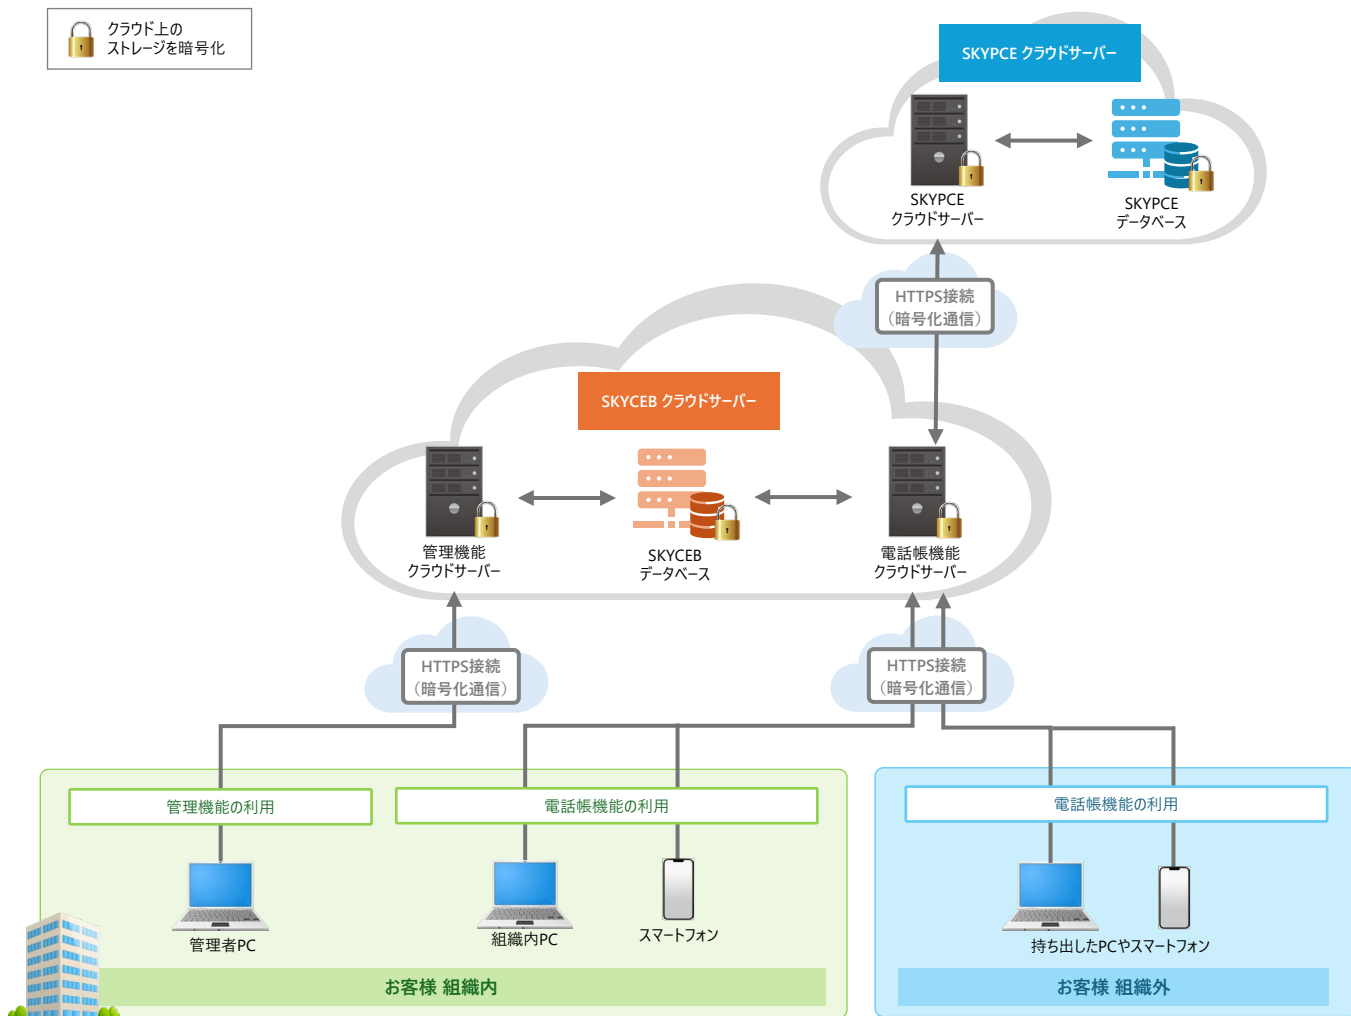 クラウド上の
ストレージを暗号化
SKYPCE クラウドサーバー
SKYPCE
クラウドサーバー
SKYPCE
データベース
HTTPS接続
（暗号化通信）
SKYCEB クラウドサーバー
管理機能
クラウドサーバー
SKYCEB
データベース
電話帳機能
クラウドサーバー
HTTPS接続
（暗号化通信）
HTTPS接続
（暗号化通信）
管理機能の利用
電話帳機能の利用
電話帳機能の利用
管理者PC
組織内PC
スマートフォン
持ち出したPCやスマートフォン
お客様 組織内
お客様 組織外